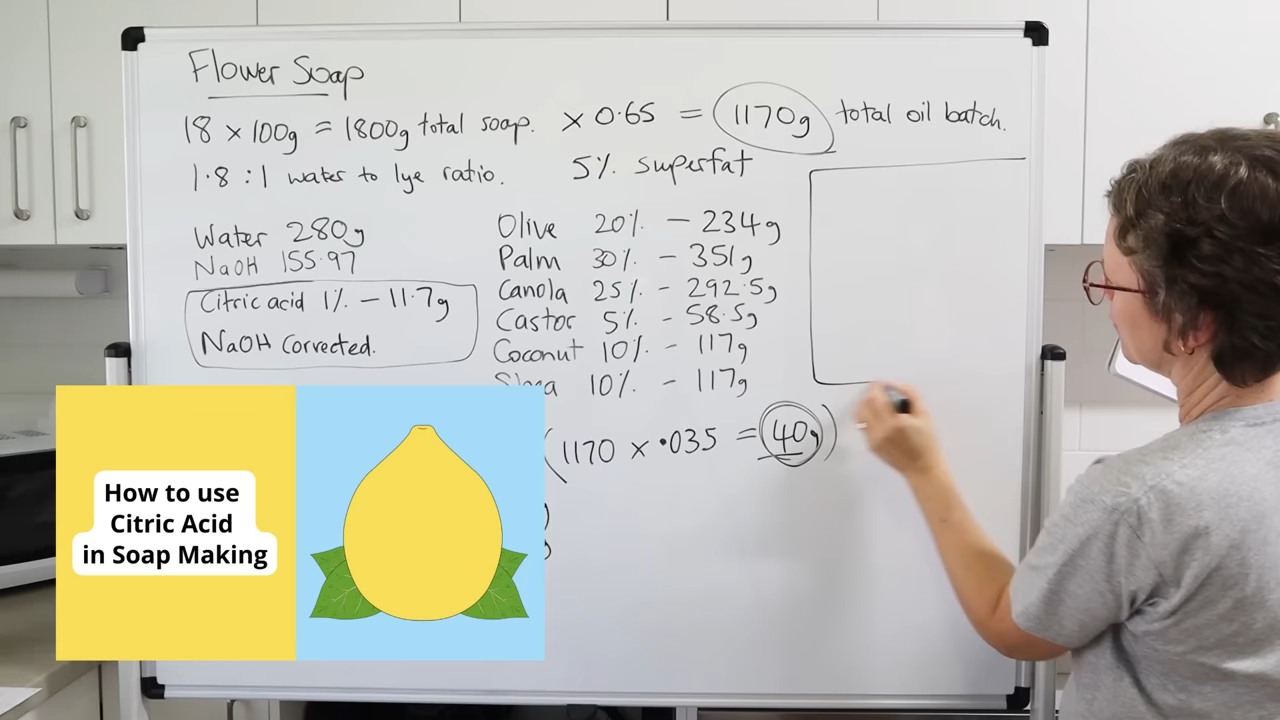 Flower Soap
18 x 100g = 1800g total soap. x 0.65 = 1170g total oil batch.
1.8 : 1 water to lye ratio. 5% superfat
Water 280g
NaOH 155.97
Citric acid 1% - 11.7g
NaOH Corrected.
Olive 20% - 234g
Palm 30% - 351g
Canola 25% - 292.5g
Castor 5% - 58.5g
Coconut 10% - 117g
Shea 10% - 117g
(1170 x .035 = 40g)
How to use
Citric Acid
in Soap Making